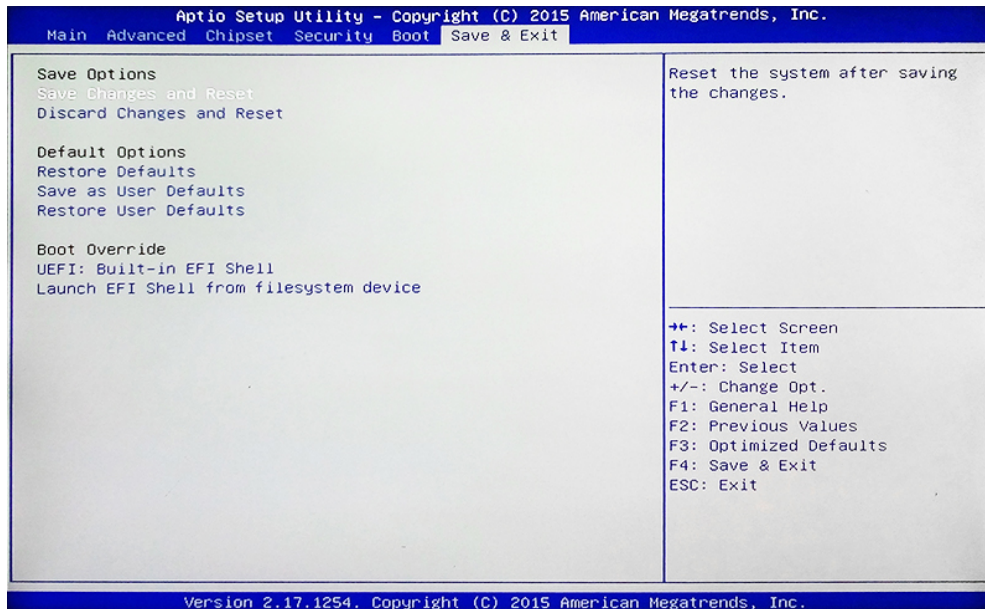 Aptio Setup Utility – Copyright (C) 2015 American Megatrends, Inc.
Main Advanced Chipset Security Boot Save & Exit
Save Options
Save Changes and Reset
Discard Changes and Reset
Default Options
Restore Defaults
Save as User Defaults
Restore User Defaults
Boot Override
UEFI: Built-in EFI Shell
Launch EFI Shell from filesystem device
Reset the system after saving
the changes.
→←: Select Screen
↑↓: Select Item
Enter: Select
+/-: Change Opt.
F1: General Help
F2: Previous Values
F3: Optimized Defaults
F4: Save & Exit
ESC: Exit
Version 2.17.1254. Copyright (C) 2015 American Megatrends, Inc.